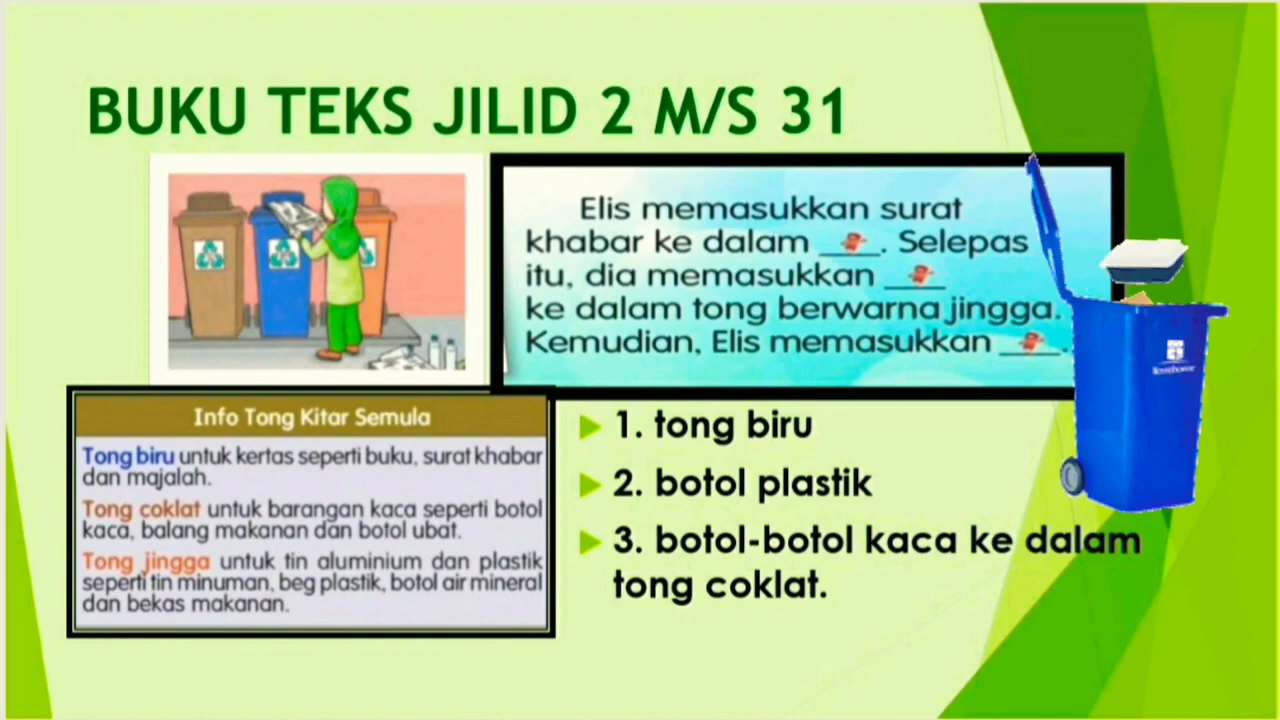 BUKU TEKS JILID 2 M/S 31
Elis memasukkan surat
khabar ke dalam ____. Selepas
itu, dia memasukkan ____
ke dalam tong berwarna jingga.
Kemudian, Elis memasukkan ____.
Info Tong Kitar Semula
Tong biru untuk kertas seperti buku, surat khabar
dan majalah.
Tong coklat untuk barangan kaca seperti botol
kaca, balang makanan dan botol ubat.
Tong jingga untuk tin aluminium dan plastik
seperti tin minuman, beg plastik, botol air mineral
dan bekas makanan.
1. tong biru
2. botol plastik
3. botol-botol kaca ke dalam
tong coklat.